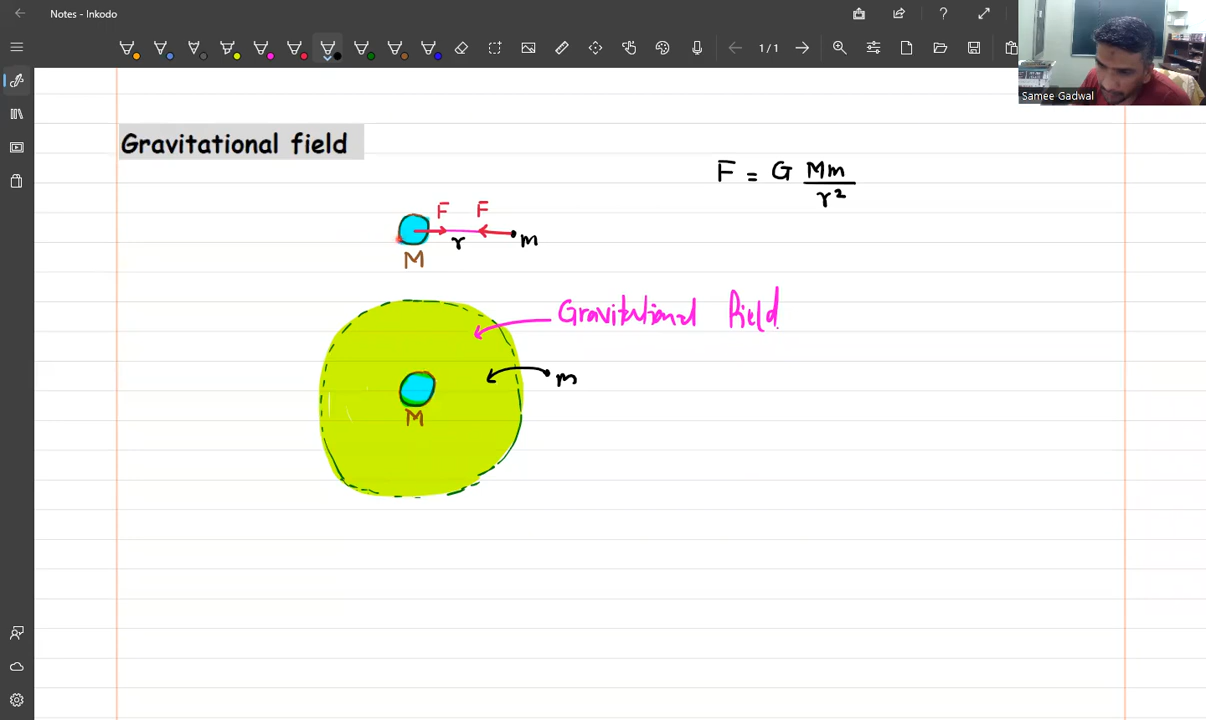 Notes - Inkodo
1/1
Samee Gadwal
Gravitational field
F = G Mm
r²
F F
r m
M
Gravitational Field
m
M